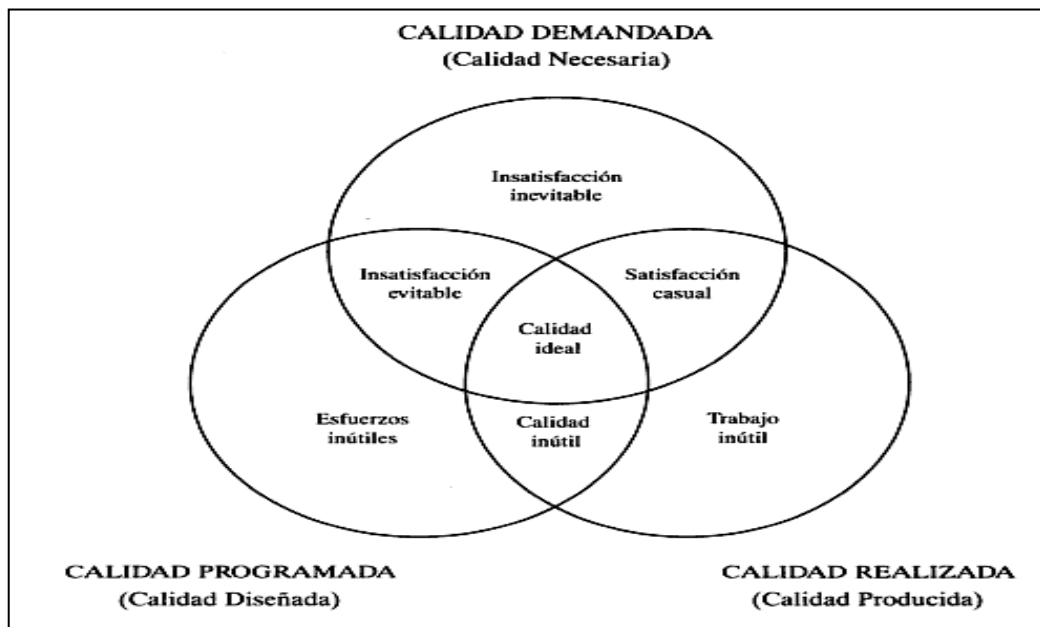 CALIDAD DEMANDADA
(Calidad Necesaria)
Insatisfacción
inevitable
Insatisfacción
evitable
Satisfacción
casual
Calidad
ideal
Esfuerzos
inútiles
Calidad
inútil
Trabajo
inútil
CALIDAD PROGRAMADA
(Calidad Diseñada)
CALIDAD REALIZADA
(Calidad Producida)